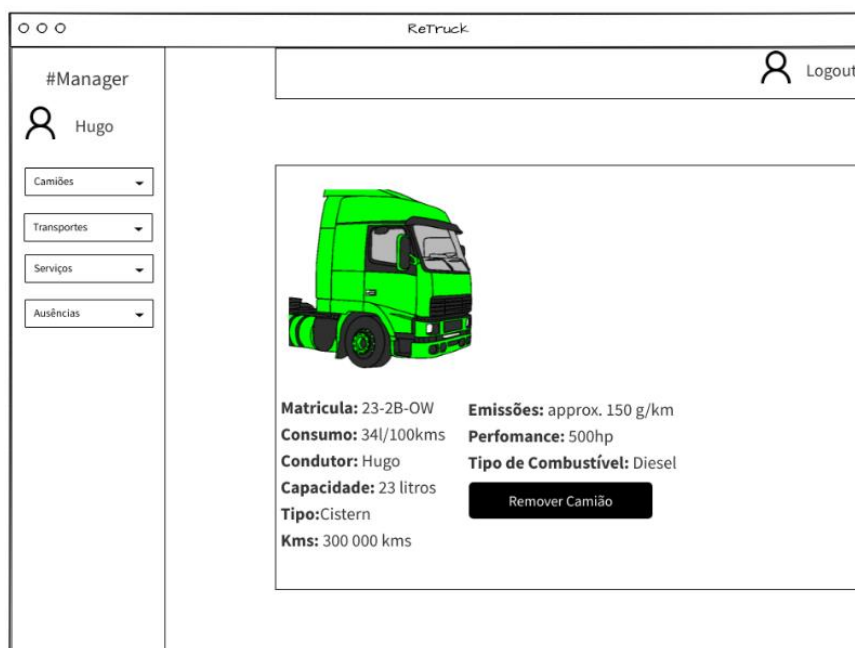 ReTruck
#Manager
Hugo
Camiões
Transportes
Serviços
Ausências
Logout
Matricula: 23-2B-OW
Consumo: 34l/100kms
Condutor: Hugo
Capacidade: 23 litros
Tipo:Cistern
Kms: 300 000 kms
Emissões: approx. 150 g/km
Perfomance: 500hp
Tipo de Combustível: Diesel
Remover Camião